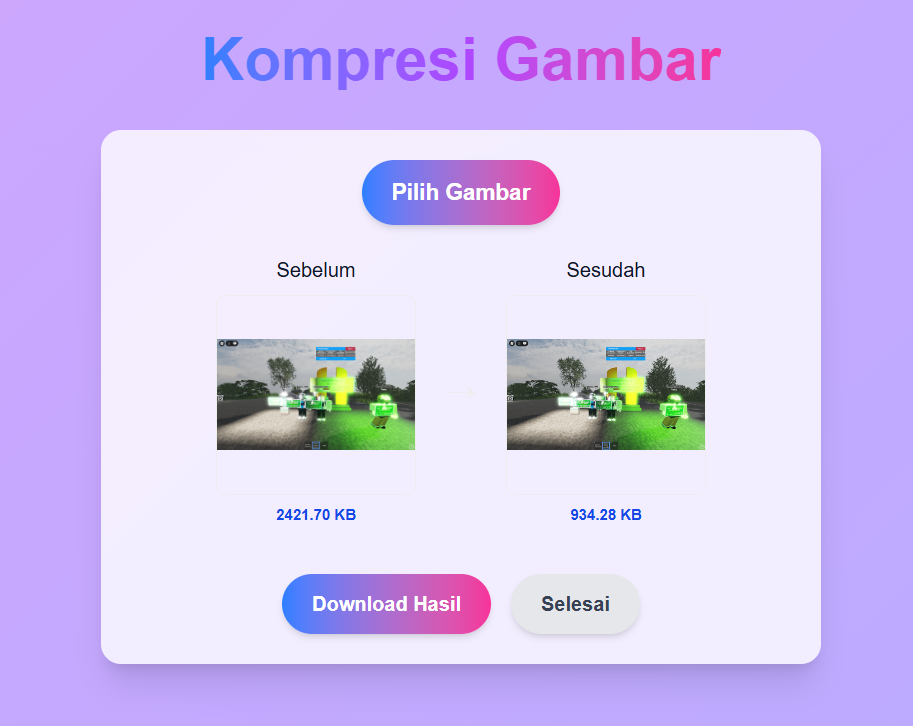 Kompresi Gambar
Pilih Gambar
Sebelum
Sesudah
2421.70 KB
934.28 KB
Download Hasil
Selesai